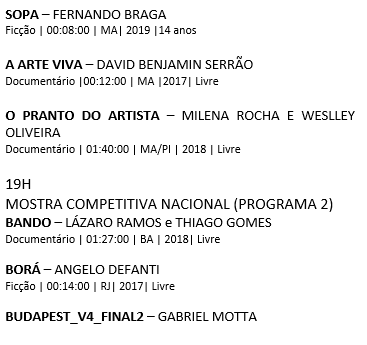 SOPA – FERNANDO BRAGA
Ficção | 00:08:00 | MA| 2019 |14 anos
A ARTE VIVA – DAVID BENJAMIN SERRÃO
Documentário |00:12:00 | MA |2017| Livre
O PRANTO DO ARTISTA – MILENA ROCHA E WESLLEY
OLIVEIRA
Documentário | 01:40:00 | MA/PI | 2018 | Livre
19H
MOSTRA COMPETITIVA NACIONAL (PROGRAMA 2)
BANDO – LÁZARO RAMOS e THIAGO GOMES
Documentário | 01:27:00 | BA | 2018| Livre
BORÁ – ANGELO DEFANTI
Ficção | 00:14:00 | RJ| 2017| Livre
BUDAPEST_V4_FINAL2 – GABRIEL MOTTA